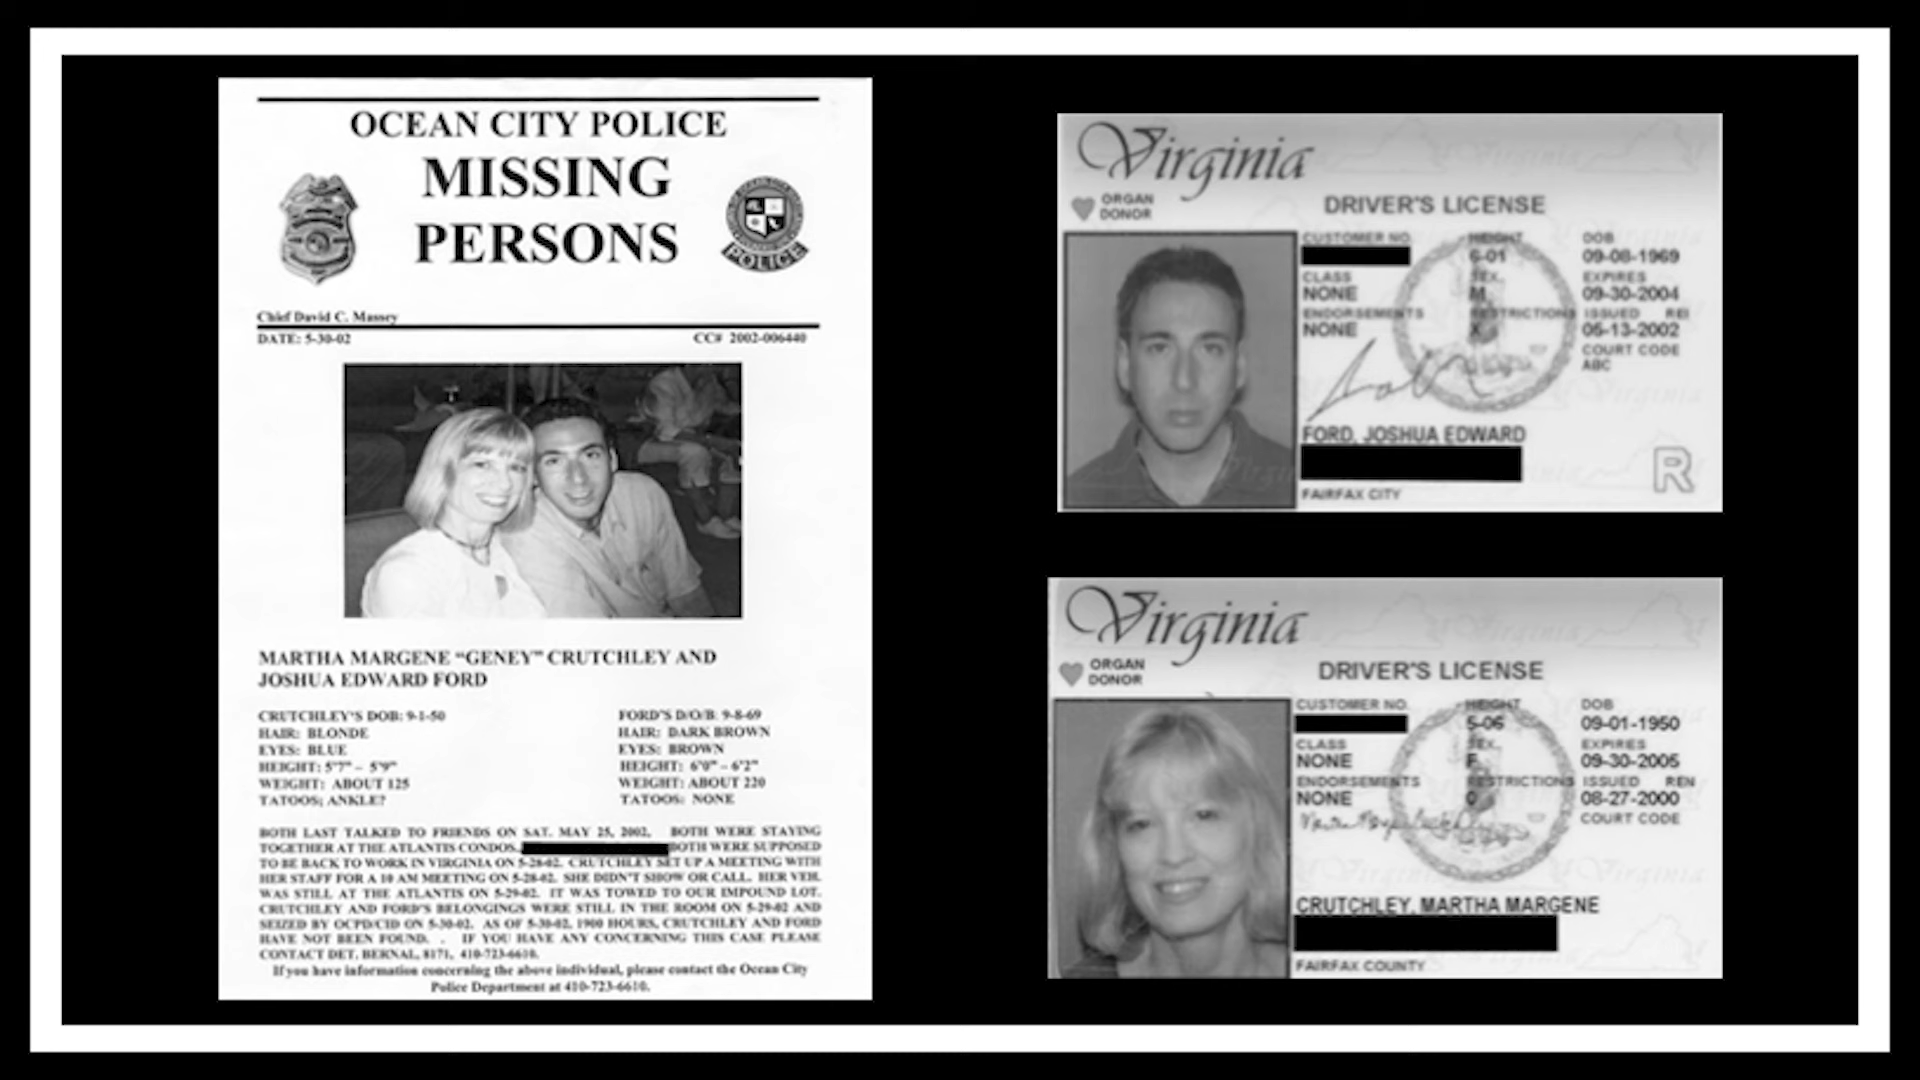 OCEAN CITY POLICE
MISSING
PERSONS
POLICE
Chief David C. Massey
DATE: 5-30-02 CC# 2002-006440
MARTHA MARGENE “GENEY” CRUTCHLEY AND
JOSHUA EDWARD FORD
CRUTCHLEY'S DOB: 9-1-50
HAIR: BLONDE
EYES: BLUE
HEIGHT: 5'7" – 5'9"
WEIGHT: ABOUT 125
TATOOS; ANKLE?
FORD'S D/O/B: 9-8-69
HAIR: DARK BROWN
EYES: BROWN
HEIGHT: 6'0" – 6'2"
WEIGHT: ABOUT 220
TATOOS: NONE
BOTH LAST TALKED TO FRIENDS ON SAT. MAY 25, 2002, BOTH WERE STAYING
TOGETHER AT THE ATLANTIS CONDOS, BOTH WERE SUPPOSED
TO BE BACK TO WORK IN VIRGINIA ON 5-28-02. CRUTCHLEY SET UP A MEETING WITH
HER STAFF FOR A 10 AM MEETING ON 5-28-02. SHE DIDN'T SHOW OR CALL. HER VEH.
WAS STILL AT THE ATLANTIS ON 5-29-02. IT WAS TOWED TO OUR IMPOUND LOT.
CRUTCHLEY AND FORD'S BELONGINGS WERE STILL IN THE ROOM ON 5-29-02 AND
SEIZED BY OCPD/CID ON 5-30-02. AS OF 5-30-02, 1900 HOURS, CRUTCHLEY AND FORD
HAVE NOT BEEN FOUND. . IF YOU HAVE ANY CONCERNING THIS CASE PLEASE
CONTACT DET. BERNAL, 8171, 410-723-6610.
If you have information concerning the above individual, please contact the Ocean City
Police Department at 410-723-6610.
Virginia
ORGAN
DONOR
DRIVER'S LICENSE
CUSTOMER NO. HEIGHT DOB
6-01 09-08-1969
CLASS SEX EXPIRES
NONE M 09-30-2004
ENDORSEMENTS RESTRICTIONS ISSUED REI
NONE X 05-13-2002
COURT CODE
ABC
FORD, JOSHUA EDWARD
R
FAIRFAX CITY
Virginia
ORGAN
DONOR
DRIVER'S LICENSE
CUSTOMER NO. HEIGHT DOB
5-06 09-01-1950
CLASS SEX EXPIRES
NONE F 09-30-2005
ENDORSEMENTS RESTRICTIONS ISSUED REN
NONE 0 08-27-2000
COURT CODE
CRUTCHLEY, MARTHA MARGENE
FAIRFAX COUNTY